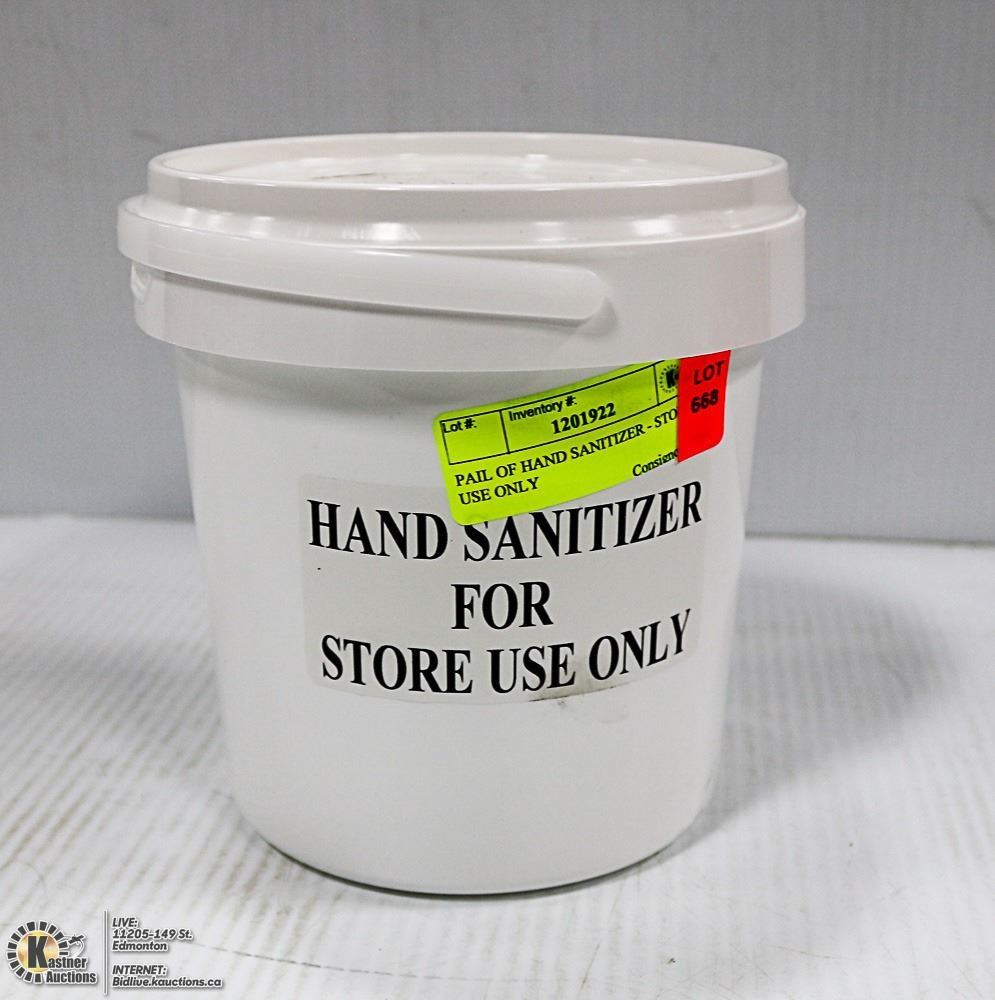 LOT
668
Lot #:
Inventory #:
1201922
PAIL OF HAND SANITIZER - STO
USE ONLY
HAND SANITIZER
FOR
STORE USE ONLY
Kastner
Auctions
LIVE:
11205-149 St.
Edmonton
INTERNET:
Bidlive.kauctions.ca